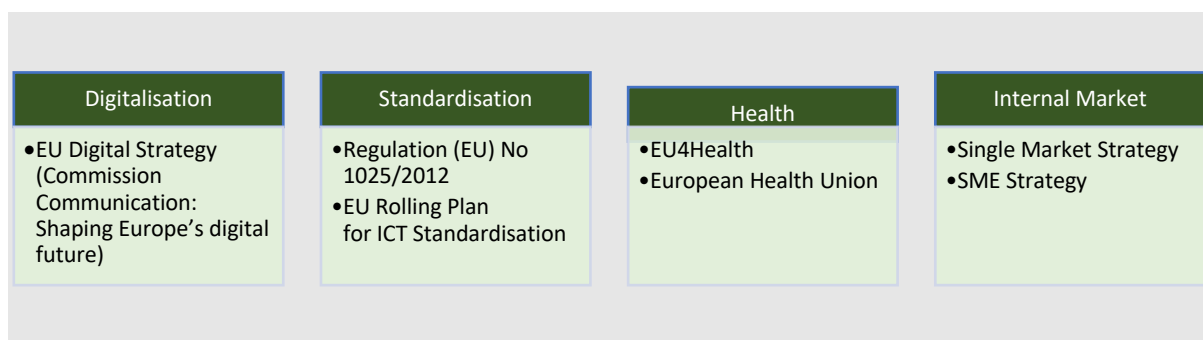 Digitalisation
•EU Digital Strategy
(Commission
Communication:
Shaping Europe’s digital
future)
Standardisation
•Regulation (EU) No
1025/2012
•EU Rolling Plan
for ICT Standardisation
Health
•EU4Health
•European Health Union
Internal Market
•Single Market Strategy
•SME Strategy